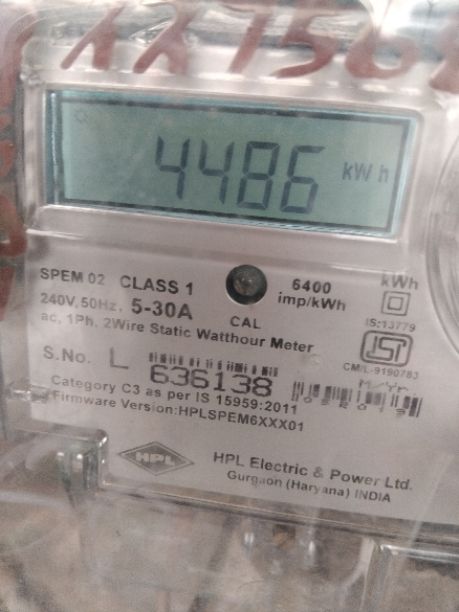 4486 kWh
SPEM 02 CLASS 1
6400 imp/kWh
kWh
240V, 50Hz, 5-30A
CAL
IS:13779
ac, 1Ph, 2Wire Static Watthour Meter
ISI
CM/L-9190783
S.No. L 636138
M/Yr.
Category C3 as per IS 15959:2011
Firmware Version:HPLSPEM6XXX01
HPL
HPL Electric & Power Ltd.
Gurgaon (Haryana) INDIA